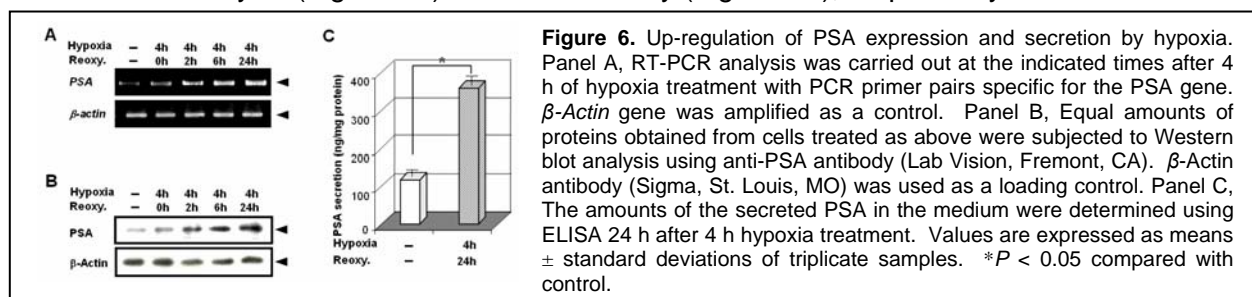 A
Hypoxia – 4h 4h 4h 4h
Reoxy. 0h 2h 6h 24h
PSA
β-actin
B
Hypoxia – 4h 4h 4h 4h
Reoxy. 0h 2h 6h 24h
PSA
β-Actin
C
*
400
300
200
100
0
PSA secretion (ng/mg protein)
Hypoxia – 4h
Reoxy. 24h
Figure 6. Up-regulation of PSA expression and secretion by hypoxia.
Panel A, RT-PCR analysis was carried out at the indicated times after 4
h of hypoxia treatment with PCR primer pairs specific for the PSA gene.
β-Actin gene was amplified as a control. Panel B, Equal amounts of
proteins obtained from cells treated as above were subjected to Western
blot analysis using anti-PSA antibody (Lab Vision, Fremont, CA). β-Actin
antibody (Sigma, St. Louis, MO) was used as a loading control. Panel C,
The amounts of the secreted PSA in the medium were determined using
ELISA 24 h after 4 h hypoxia treatment. Values are expressed as means
± standard deviations of triplicate samples. *P < 0.05 compared with
control.